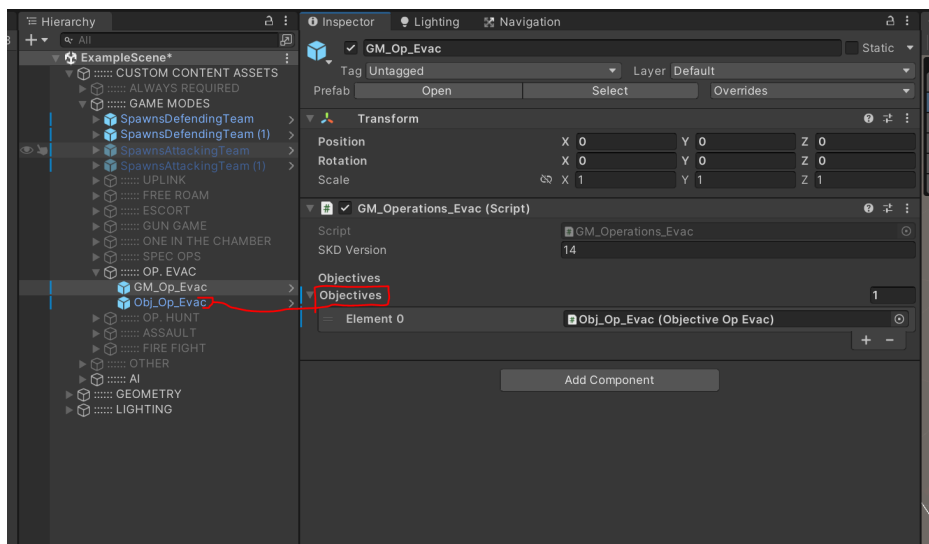 Hierarchy
All
ExampleScene*
:::::: CUSTOM CONTENT ASSETS
:::::: ALWAYS REQUIRED
:::::: GAME MODES
SpawnsDefendingTeam
SpawnsDefendingTeam (1)
SpawnsAttackingTeam
SpawnsAttackingTeam (1)
:::::: UPLINK
:::::: FREE ROAM
:::::: ESCORT
:::::: GUN GAME
:::::: ONE IN THE CHAMBER
:::::: SPEC OPS
:::::: OP. EVAC
GM_Op_Evac
Obj_Op_Evac
:::::: OP. HUNT
:::::: ASSAULT
:::::: FIRE FIGHT
:::::: OTHER
:::::: AI
:::::: GEOMETRY
:::::: LIGHTING
Inspector Lighting Navigation
GM_Op_Evac Static
Tag Untagged Layer Default
Prefab Open Select Overrides
Transform
Position X 0 Y 0 Z 0
Rotation X 0 Y 0 Z 0
Scale X 1 Y 1 Z 1
# GM_Operations_Evac (Script)
Script GM_Operations_Evac
SKD Version 14
Objectives
Objectives 1
Element 0 Obj_Op_Evac (Objective Op Evac)
+ −
Add Component